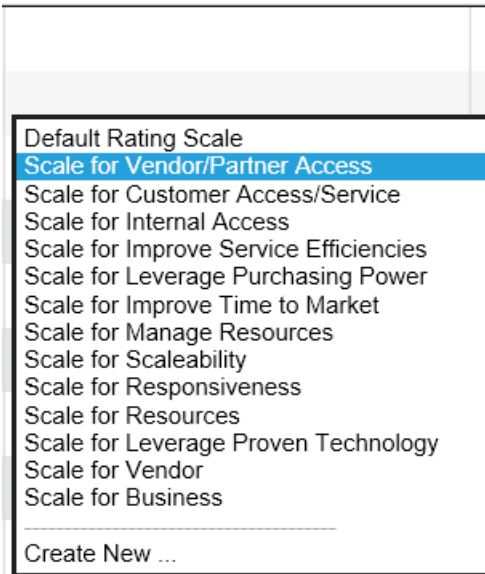 Default Rating Scale
Scale for Vendor/Partner Access
Scale for Customer Access/Service
Scale for Internal Access
Scale for Improve Service Efficiencies
Scale for Leverage Purchasing Power
Scale for Improve Time to Market
Scale for Manage Resources
Scale for Scaleability
Scale for Responsiveness
Scale for Resources
Scale for Leverage Proven Technology
Scale for Vendor
Scale for Business
-------------------------------------------
Create New ...